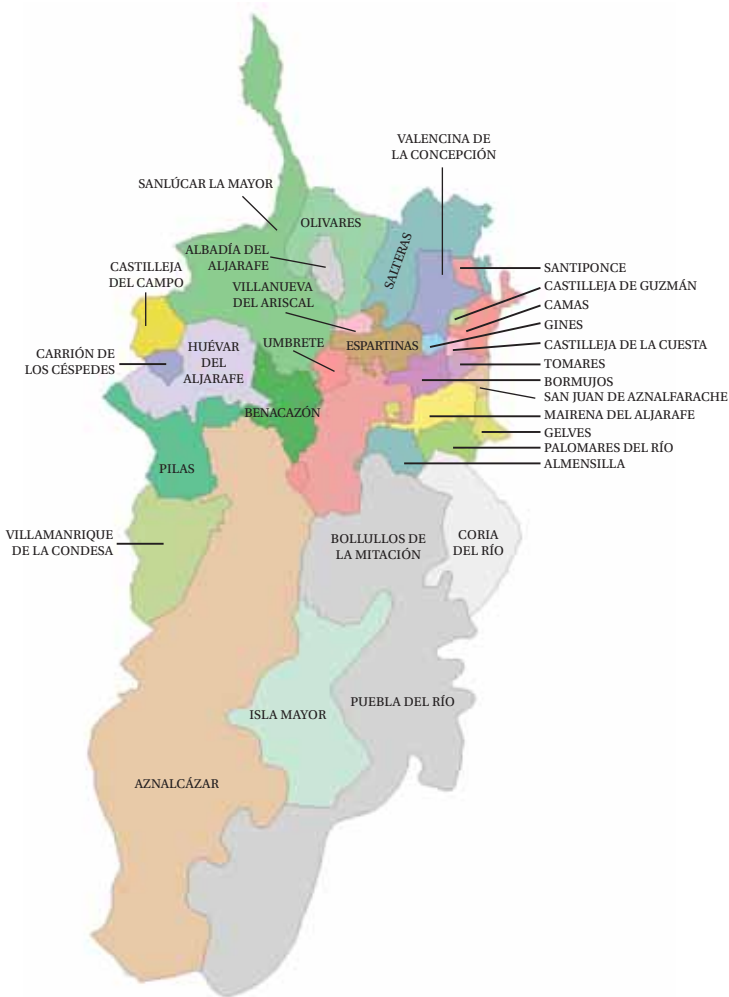 VALENCINA DE
LA CONCEPCIÓN
SANLÚCAR LA MAYOR
OLIVARES
SALTERAS
ALBADÍA DEL
ALJARAFE
CASTILLEJA
DEL CAMPO
VILLANUEVA
DEL ARISCAL
SANTIPONCE
CASTILLEJA DE GUZMÁN
CAMAS
GINES
CASTILLEJA DE LA CUESTA
TOMARES
BORMUJOS
SAN JUAN DE AZNALFARACHE
MAIRENA DEL ALJARAFE
GELVES
PALOMARES DEL RÍO
ALMENSILLA
CARRIÓN DE
LOS CÉSPEDES
HUÉVAR
DEL
ALJARAFE
UMBRETE
ESPARTINAS
BENACAZÓN
PILAS
VILLAMANRIQUE
DE LA CONDESA
BOLLULLOS DE
LA MITACIÓN
CORIA
DEL RÍO
ISLA MAYOR
PUEBLA DEL RÍO
AZNALCÁZAR